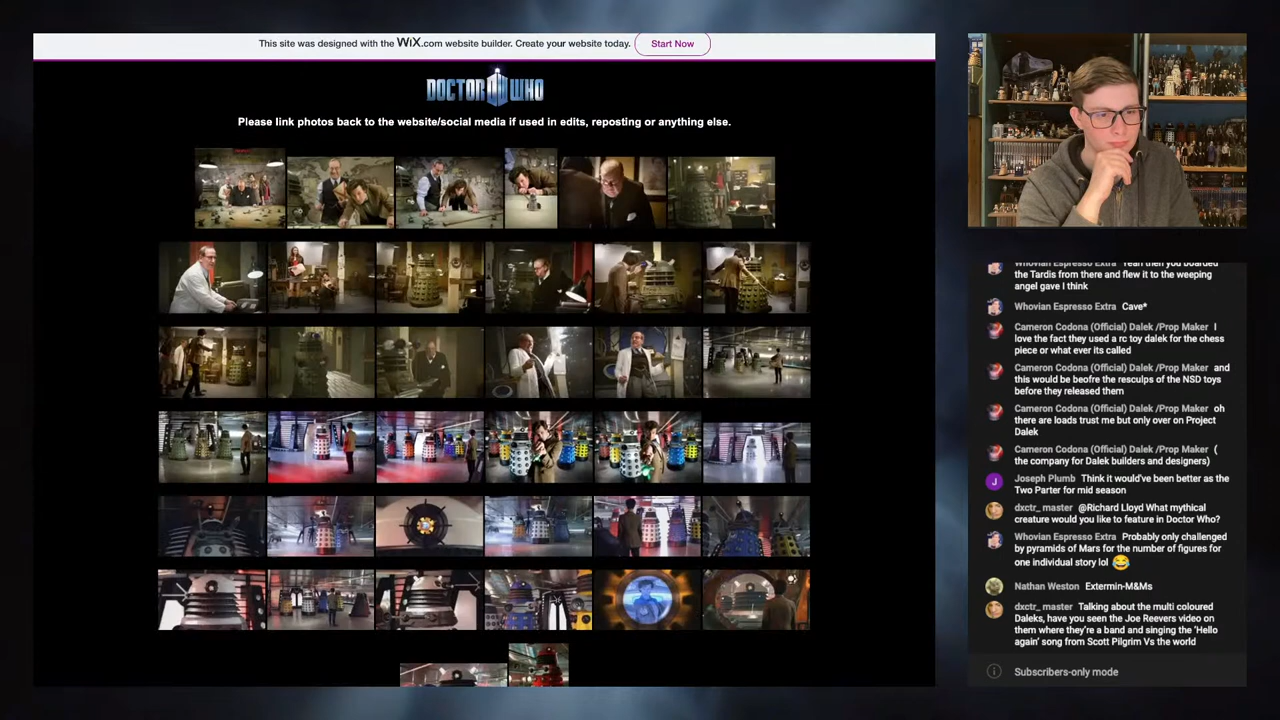 This site was designed with the WiX.com website builder. Create your website today. Start Now
DOCTOR WHO
Please link photos back to the website/social media if used in edits, reposting or anything else.
Whovian Espresso Extra Yeah then you boarded
the Tardis from there and flew it to the weeping
angel gave I think
Whovian Espresso Extra Cave*
Cameron Codona (Official) Dalek /Prop Maker I
love the fact they used a rc toy dalek for the chess
piece or what ever its called
Cameron Codona (Official) Dalek /Prop Maker and
this would be beofre the resculps of the NSD toys
before they released them
Cameron Codona (Official) Dalek /Prop Maker oh
there are loads trust me but only over on Project
Dalek
Cameron Codona (Official) Dalek /Prop Maker (
the company for Dalek builders and designers)
J Joseph Plumb Think it would've been better as the
Two Parter for mid season
dxctr_ master @Richard Lloyd What mythical
creature would you like to feature in Doctor Who?
Whovian Espresso Extra Probably only challenged
by pyramids of Mars for the number of figures for
one individual story lol 😂
Nathan Weston Extermin-M&Ms
dxctr_ master Talking about the multi coloured
Daleks, have you seen the Joe Reevers video on
them where they're a band and singing the 'Hello
again' song from Scott Pilgrim Vs the world
Subscribers-only mode